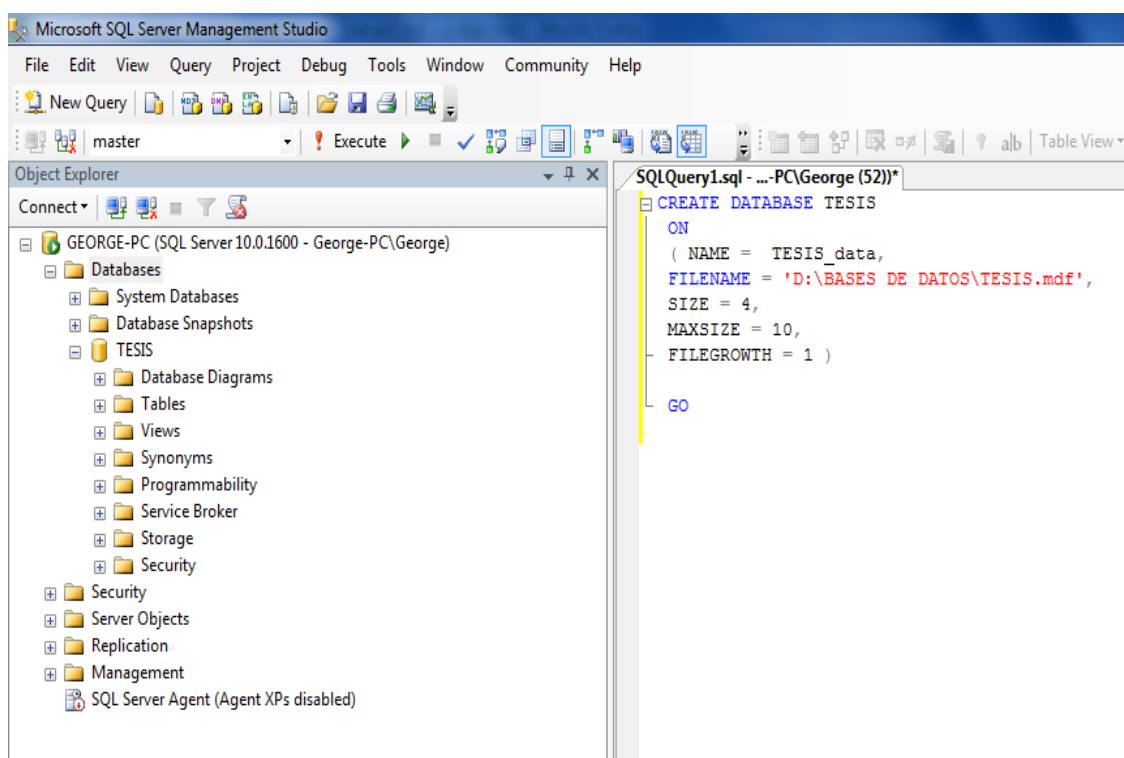 Microsoft SQL Server Management Studio
File Edit View Query Project Debug Tools Window Community Help
New Query
master Execute Table View
Object Explorer
SQLQuery1.sql - ...-PC\George (52))*
Connect
GEORGE-PC (SQL Server 10.0.1600 - George-PC\George)
Databases
System Databases
Database Snapshots
TESIS
Database Diagrams
Tables
Views
Synonyms
Programmability
Service Broker
Storage
Security
Security
Server Objects
Replication
Management
SQL Server Agent (Agent XPs disabled)
CREATE DATABASE TESIS
ON
( NAME = TESIS_data,
FILENAME = 'D:\BASES DE DATOS\TESIS.mdf',
SIZE = 4,
MAXSIZE = 10,
FILEGROWTH = 1 )
GO